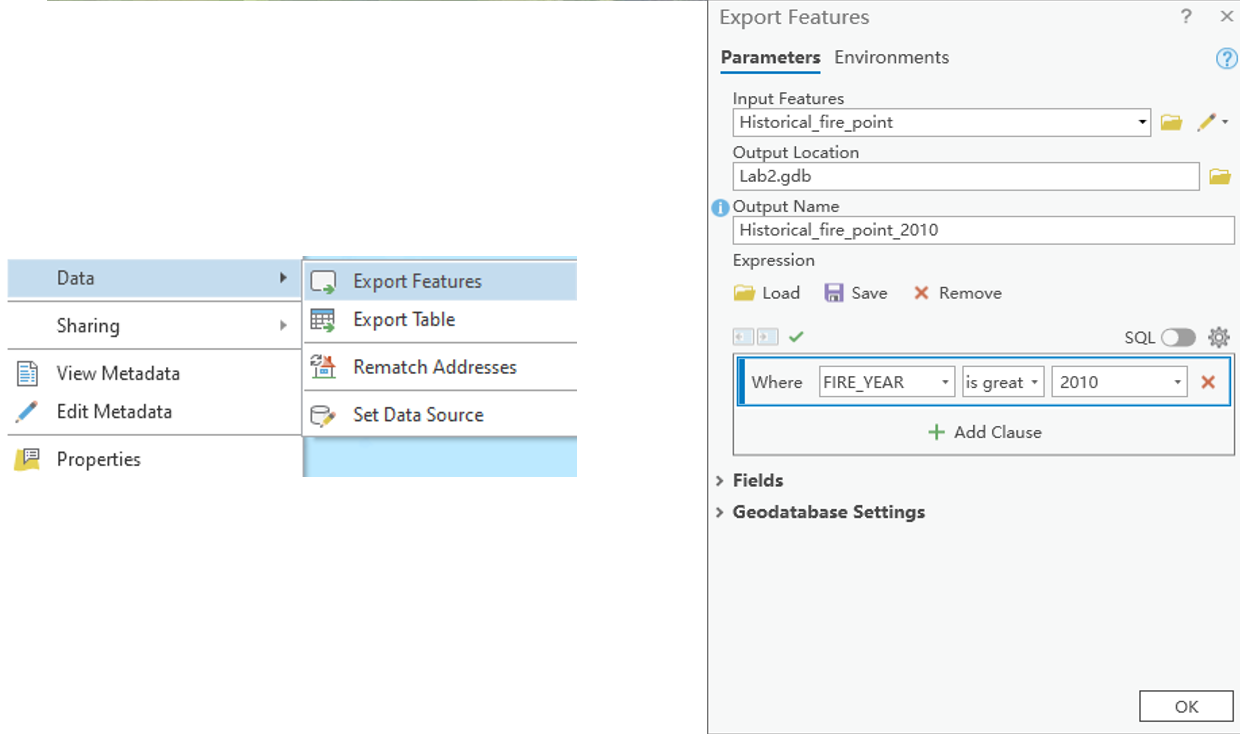 Data
Export Features
Export Table
Sharing
Rematch Addresses
View Metadata
Edit Metadata
Set Data Source
Properties
Export Features
Parameters Environments
Input Features
Historical_fire_point
Output Location
Lab2.gdb
Output Name
Historical_fire_point_2010
Expression
Load Save Remove
SQL
Where FIRE_YEAR is great 2010
Add Clause
Fields
Geodatabase Settings
OK